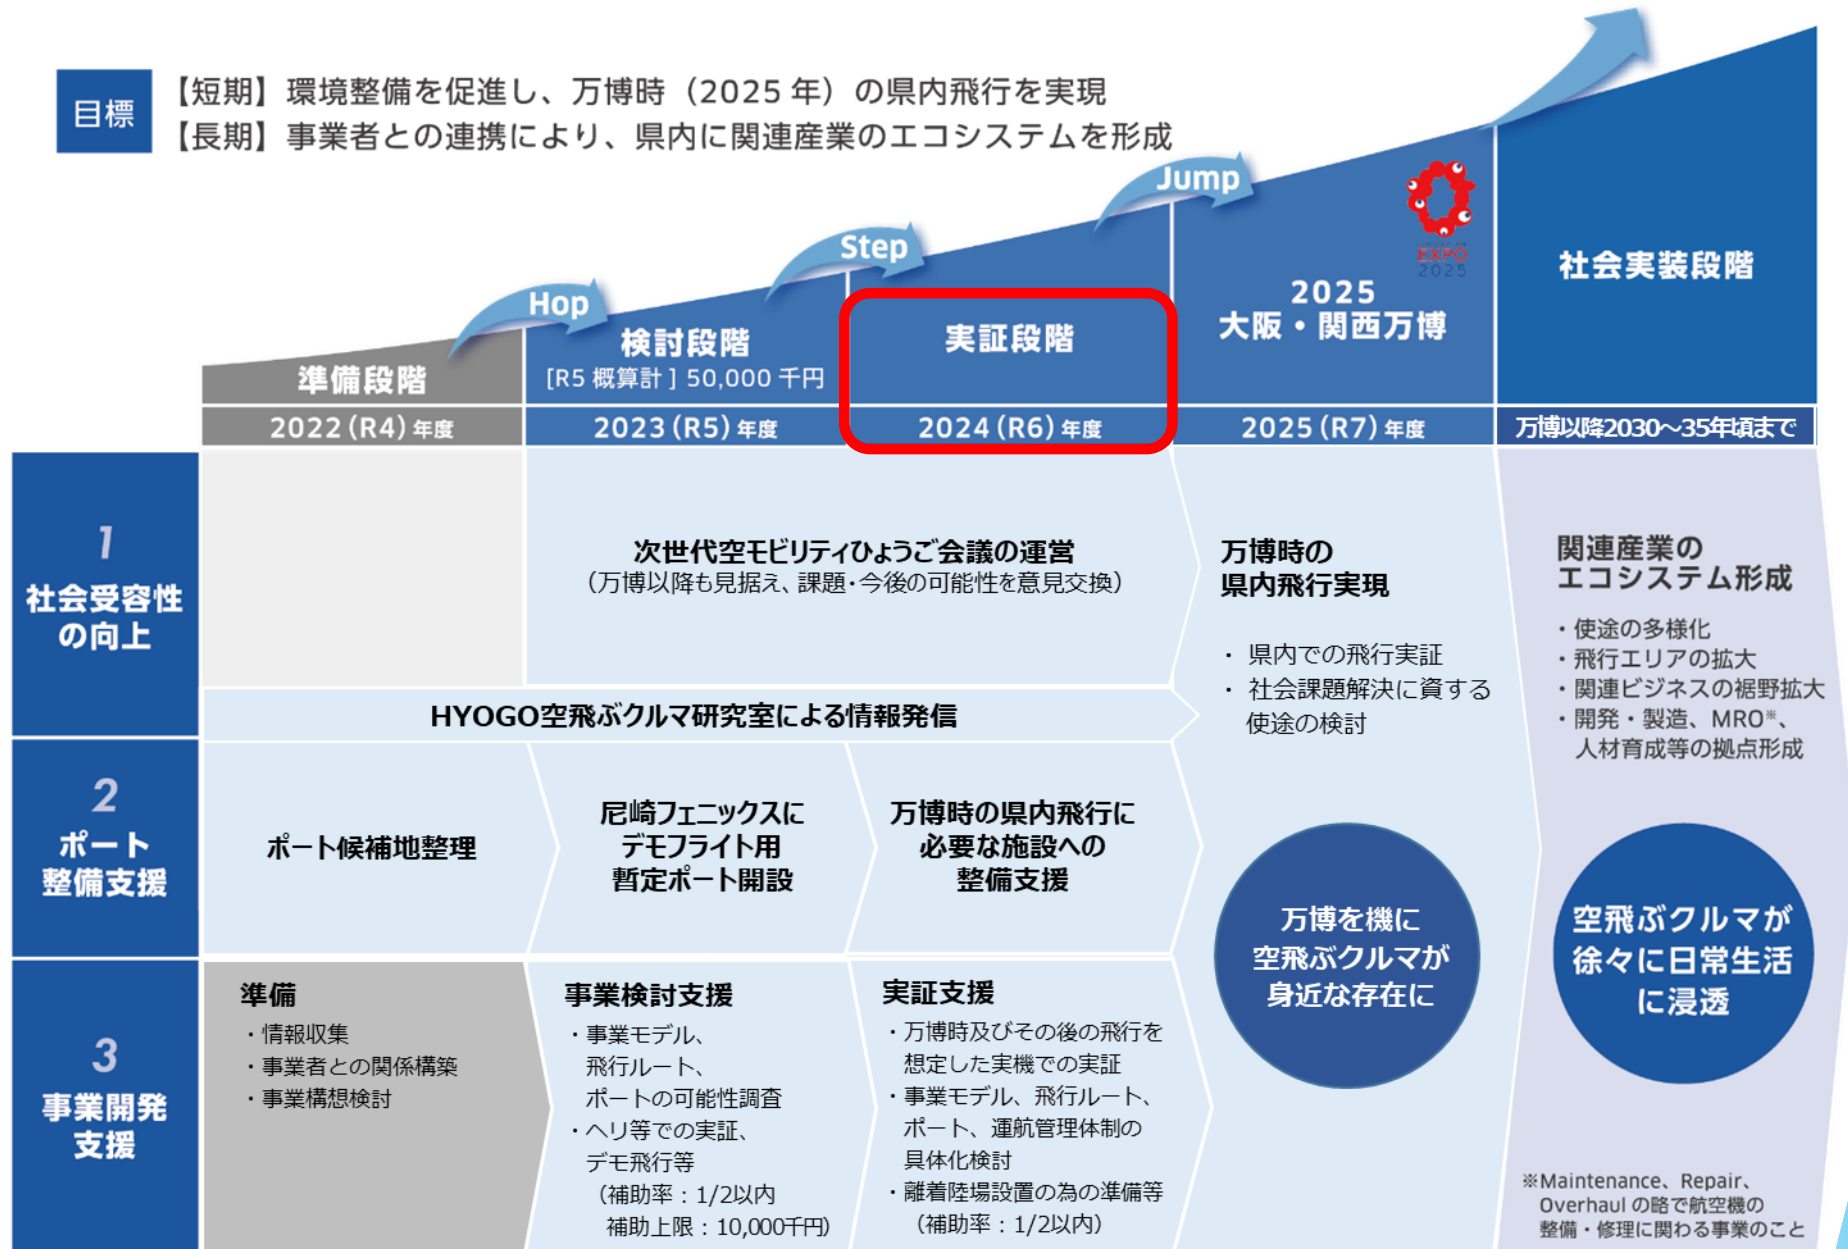 目標
【短期】環境整備を促進し、万博時（2025 年）の県内飛行を実現
【長期】事業者との連携により、県内に関連産業のエコシステムを形成
Hop
Step
Jump
準備段階
検討段階
[R5 概算計 ] 50,000 千円
実証段階
EXPO
2025
2025
大阪・関西万博
社会実装段階
2022（R4）年度
2023（R5）年度
2024（R6）年度
2025（R7）年度
万博以降2030～35年頃まで
1
社会受容性
の向上
次世代空モビリティひょうご会議の運営
（万博以降も見据え、課題・今後の可能性を意見交換）
HYOGO空飛ぶクルマ研究室による情報発信
万博時の
県内飛行実現
・ 県内での飛行実証
・ 社会課題解決に資する
使途の検討
関連産業の
エコシステム形成
・使途の多様化
・飛行エリアの拡大
・関連ビジネスの裾野拡大
・開発・製造、MRO※、
人材育成等の拠点形成
2
ポート
整備支援
ポート候補地整理
尼崎フェニックスに
デモフライト用
暫定ポート開設
万博時の県内飛行に
必要な施設への
整備支援
万博を機に
空飛ぶクルマが
身近な存在に
空飛ぶクルマが
徐々に日常生活
に浸透
3
事業開発
支援
準備
・情報収集
・事業者との関係構築
・事業構想検討
事業検討支援
・事業モデル、
飛行ルート、
ポートの可能性調査
・ヘリ等での実証、
デモ飛行等
（補助率：1/2以内
補助上限：10,000千円）
実証支援
・万博時及びその後の飛行を
想定した実機での実証
・事業モデル、飛行ルート、
ポート、運航管理体制の
具体化検討
・離着陸場設置の為の準備等
（補助率：1/2以内）
※Maintenance、Repair、
Overhaul の略で航空機の
整備・修理に関わる事業のこと